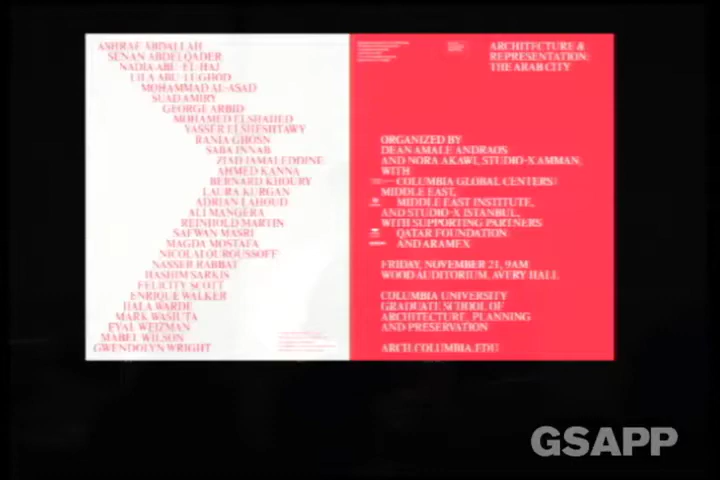 ASHRAF ABDALLAH
SENAN ABDELQADER
NADIA ABU EL-HAJ
LILA ABU-LUGHOD
MOHAMMAD AL-ASAD
SUAD AMIRY
GEORGE ARBID
MOHAMED ELSHAHED
YASSER ELSHESHTAWY
RANIA GHOSN
SABA INNAB
ZIAD JAMALEDDINE
AHMED KANNA
BERNARD KHOURY
LAURA KURGAN
ADRIAN LAHOUD
ALI MANGERA
REINHOLD MARTIN
SAFWAN MASRI
MAGDA MOSTAFA
NICOLAI OUROUSSOFF
NASSER RABBAT
HASHIM SARKIS
FELICITY SCOTT
ENRIQUE WALKER
HALA WARDE
MARK WASIUTA
EYAL WEIZMAN
MABEL WILSON
GWENDOLYN WRIGHT
ARCHITECTURE &
REPRESENTATION:
THE ARAB CITY
ORGANIZED BY
DEAN AMALE ANDRAOS
AND NORA AKAWI, STUDIO-X AMMAN,
WITH
COLUMBIA GLOBAL CENTERS |
MIDDLE EAST,
MIDDLE EAST INSTITUTE,
AND STUDIO-X ISTANBUL,
WITH SUPPORTING PARTNERS
QATAR FOUNDATION
AND ARAMEX
FRIDAY, NOVEMBER 21, 9AM
WOOD AUDITORIUM, AVERY HALL
COLUMBIA UNIVERSITY
GRADUATE SCHOOL OF
ARCHITECTURE, PLANNING
AND PRESERVATION
ARCH.COLUMBIA.EDU
GSAPP